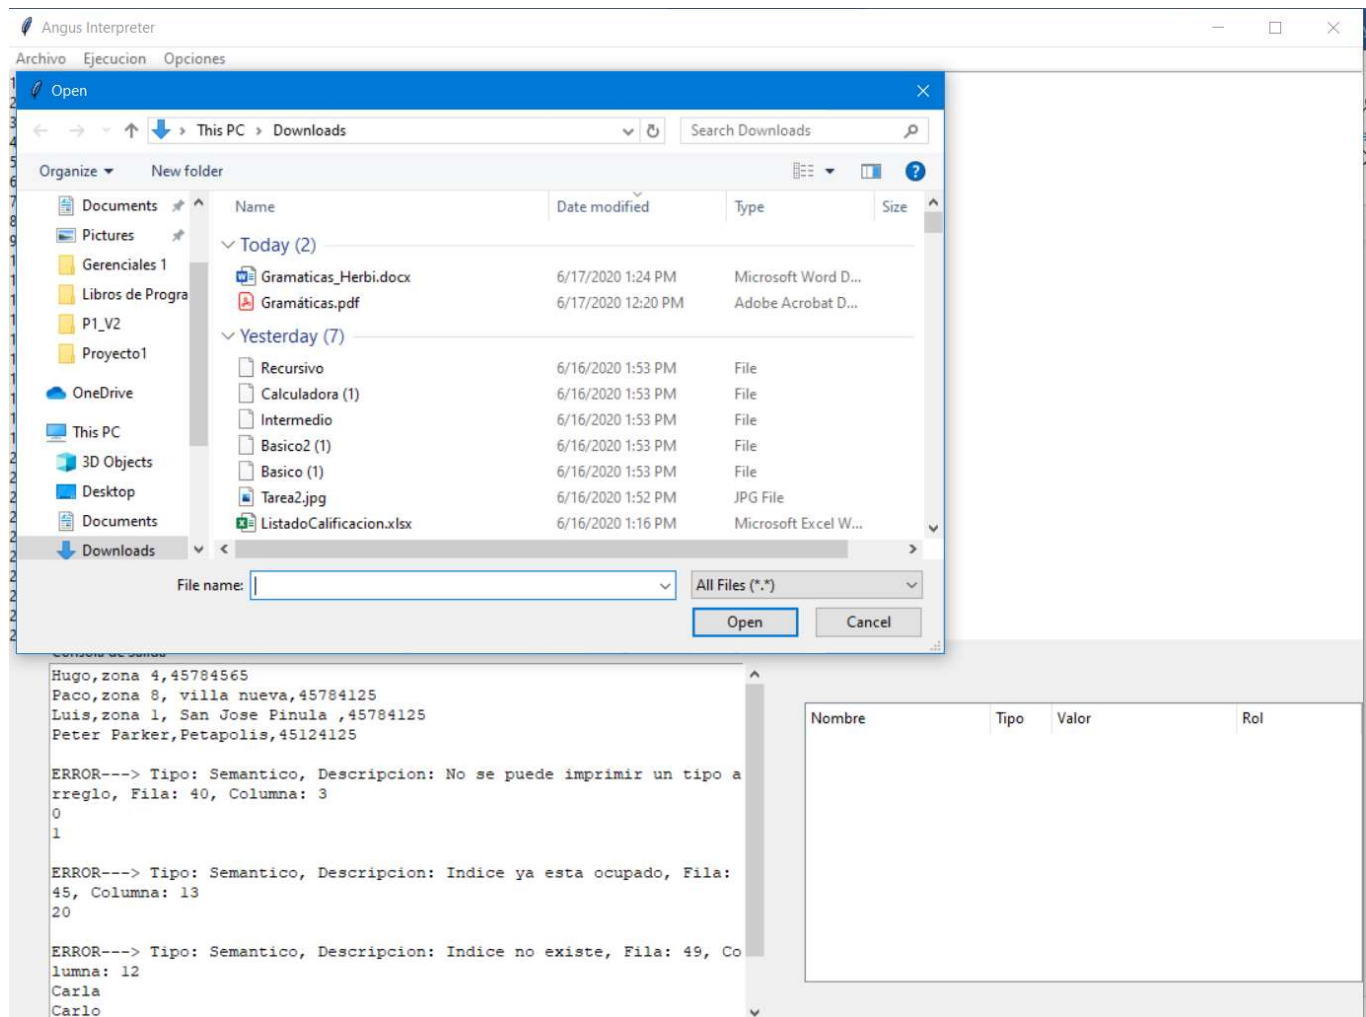 Angus Interpreter
Archivo Ejecucion Opciones
Open
This PC > Downloads
Search Downloads
Organize New folder
Documents
Pictures
Gerenciales 1
Libros de Progra
P1_V2
Proyecto1
OneDrive
This PC
3D Objects
Desktop
Documents
Downloads
Name Date modified Type Size
Today (2)
Gramaticas_Herbi.docx 6/17/2020 1:24 PM Microsoft Word D...
Gramáticas.pdf 6/17/2020 12:20 PM Adobe Acrobat D...
Yesterday (7)
Recursivo 6/16/2020 1:53 PM File
Calculadora (1) 6/16/2020 1:53 PM File
Intermedio 6/16/2020 1:53 PM File
Basico2 (1) 6/16/2020 1:53 PM File
Basico (1) 6/16/2020 1:53 PM File
Tarea2.jpg 6/16/2020 1:52 PM JPG File
ListadoCalificacion.xlsx 6/16/2020 1:16 PM Microsoft Excel W...
File name: All Files (*.*)
Open Cancel
Consola de Salida
Hugo,zona 4,45784565
Paco,zona 8, villa nueva,45784125
Luis,zona 1, San Jose Pinula ,45784125
Peter Parker,Petapolis,45124125
ERROR---> Tipo: Semantico, Descripcion: No se puede imprimir un tipo a
rreglo, Fila: 40, Columna: 3
0
1
ERROR---> Tipo: Semantico, Descripcion: Indice ya esta ocupado, Fila:
45, Columna: 13
20
ERROR---> Tipo: Semantico, Descripcion: Indice no existe, Fila: 49, Co
lumna: 12
Carla
Carlo
Nombre Tipo Valor Rol